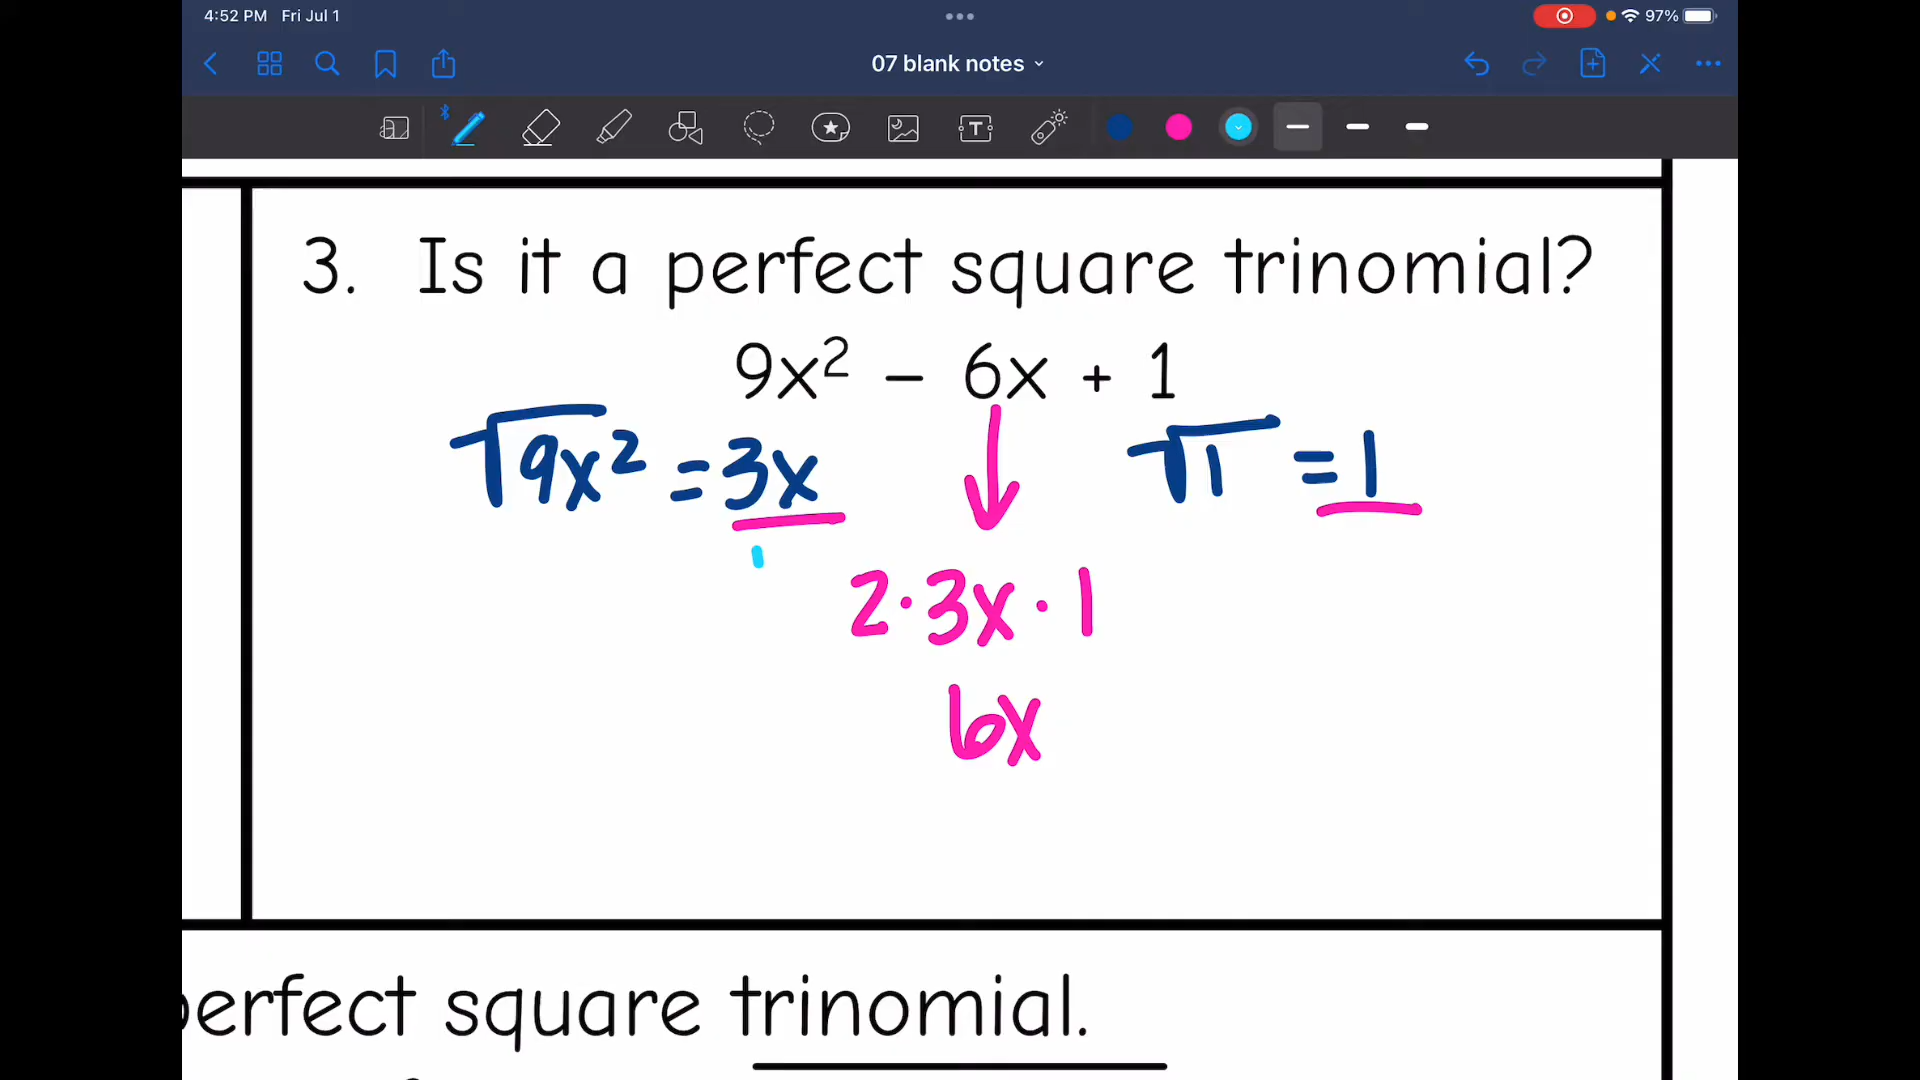 4:52 PM Fri Jul 1
97%
07 blank notes
3. Is it a perfect square trinomial?
9x² – 6x + 1
√9x² = 3x
√1 = 1
2·3x·1
6x
perfect square trinomial.